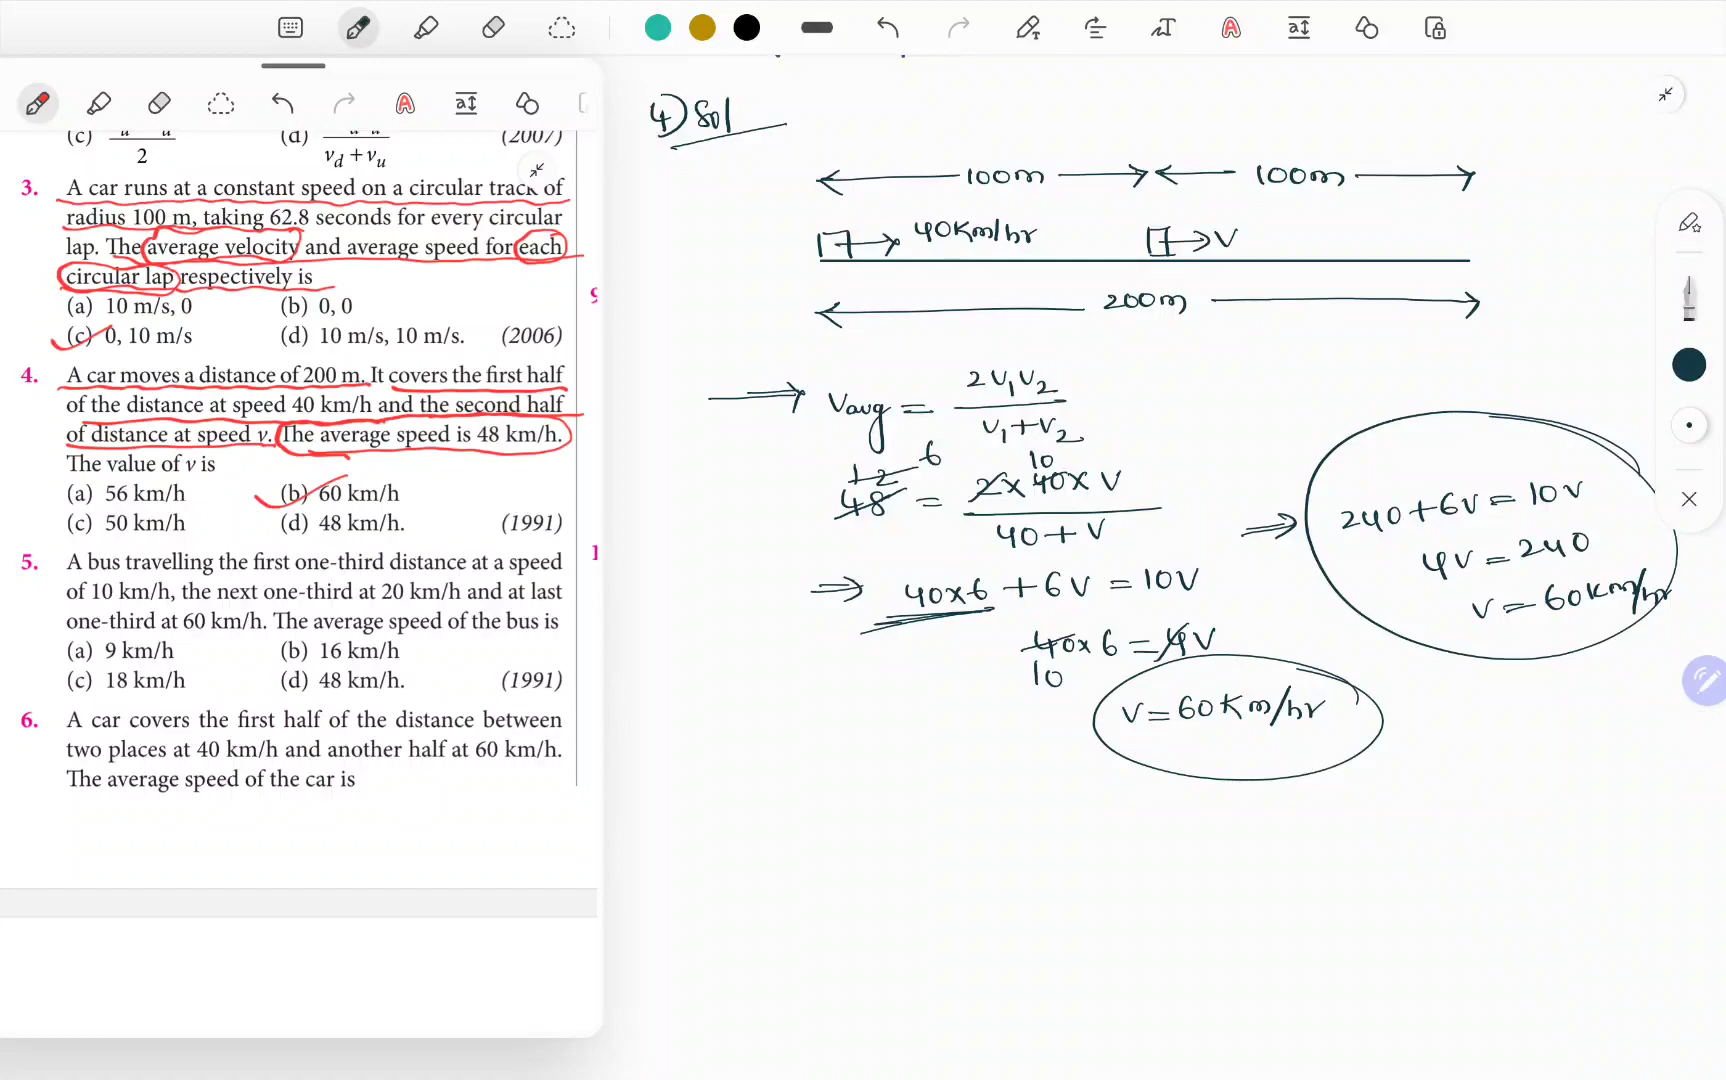 (c) u u / 2 (d) u u / vd + vu (2007)
3. A car runs at a constant speed on a circular track of
radius 100 m, taking 62.8 seconds for every circular
lap. The average velocity and average speed for each
circular lap respectively is
(a) 10 m/s, 0 (b) 0, 0
(c) 0, 10 m/s (d) 10 m/s, 10 m/s. (2006)
4. A car moves a distance of 200 m. It covers the first half
of the distance at speed 40 km/h and the second half
of distance at speed v. The average speed is 48 km/h.
The value of v is
(a) 56 km/h (b) 60 km/h
(c) 50 km/h (d) 48 km/h. (1991)
5. A bus travelling the first one-third distance at a speed
of 10 km/h, the next one-third at 20 km/h and at last
one-third at 60 km/h. The average speed of the bus is
(a) 9 km/h (b) 16 km/h
(c) 18 km/h (d) 48 km/h. (1991)
6. A car covers the first half of the distance between
two places at 40 km/h and another half at 60 km/h.
The average speed of the car is
9
1
4) Sol
100m 100m
40Km/hr V
200m
Vavg = 2V1V2 / V1+V2
12 6 10
48 = 2x40xV / 40+V
⇒ 40x6 + 6V = 10V
40x6 = 4V
10
V = 60Km/hr
⇒ 240+6V = 10V
4V = 240
V = 60Km/hr